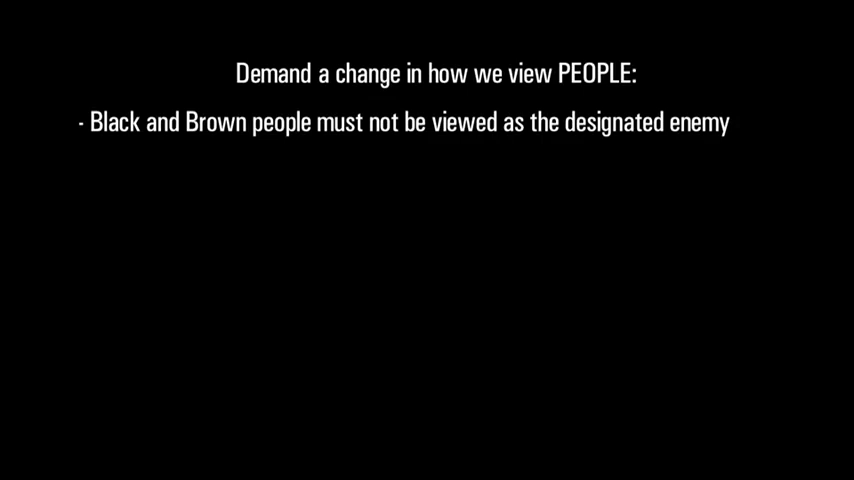 Demand a change in how we view PEOPLE:
- Black and Brown people must not be viewed as the designated enemy